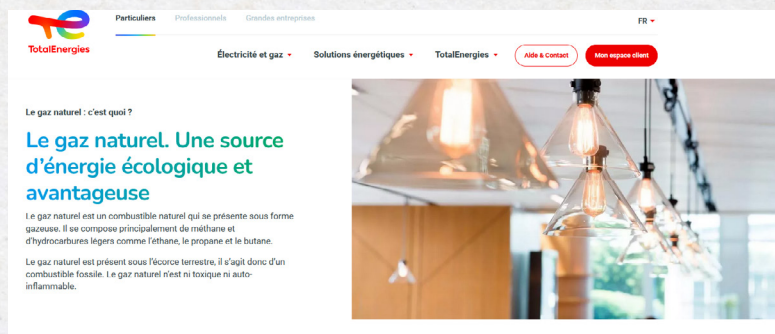 Particuliers Professionnels Grandes entreprises FR
TotalEnergies
Électricité et gaz Solutions énergétiques TotalEnergies Aide & Contact Mon espace client
Le gaz naturel : c'est quoi ?
Le gaz naturel. Une source
d'énergie écologique et
avantageuse
Le gaz naturel est un combustible naturel qui se présente sous forme
gazeuse. Il se compose principalement de méthane et
d'hydrocarbures légers comme l'éthane, le propane et le butane.
Le gaz naturel est présent sous l'écorce terrestre, il s'agit donc d'un
combustible fossile. Le gaz naturel n'est ni toxique ni auto-
inflammable.